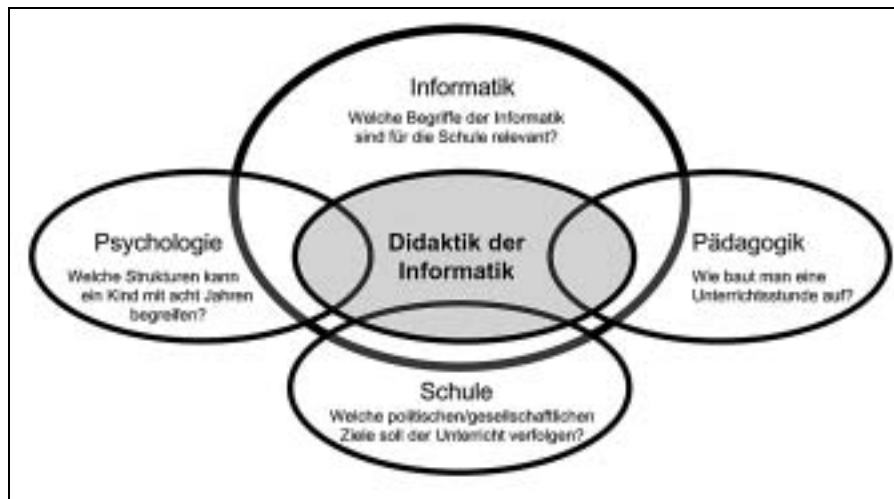 Informatik
Welche Begriffe der Informatik
sind für die Schule relevant?
Psychologie
Welche Strukturen kann
ein Kind mit acht Jahren
begreifen?
Didaktik der
Informatik
Pädagogik
Wie baut man eine
Unterrichtsstunde auf?
Schule
Welche politischen/gesellschaftlichen
Ziele soll der Unterricht verfolgen?